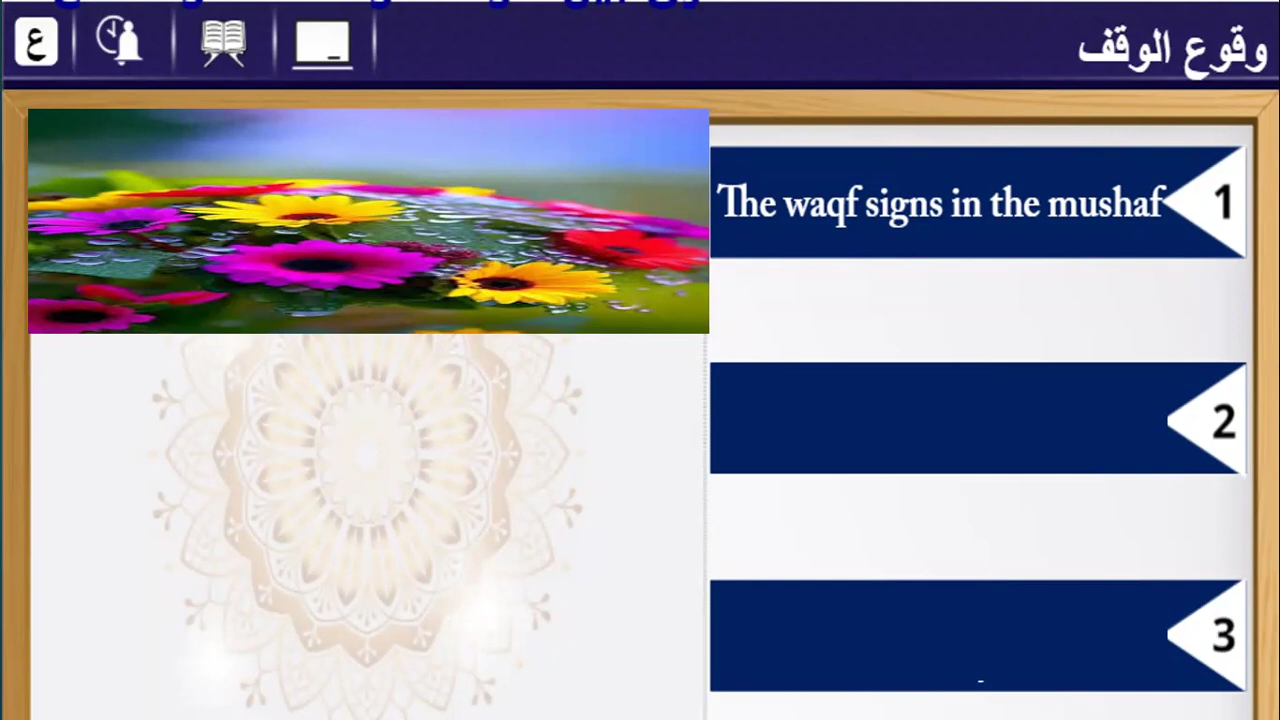 ع
وقوع الوقف
The waqf signs in the mushaf
1
2
3
-